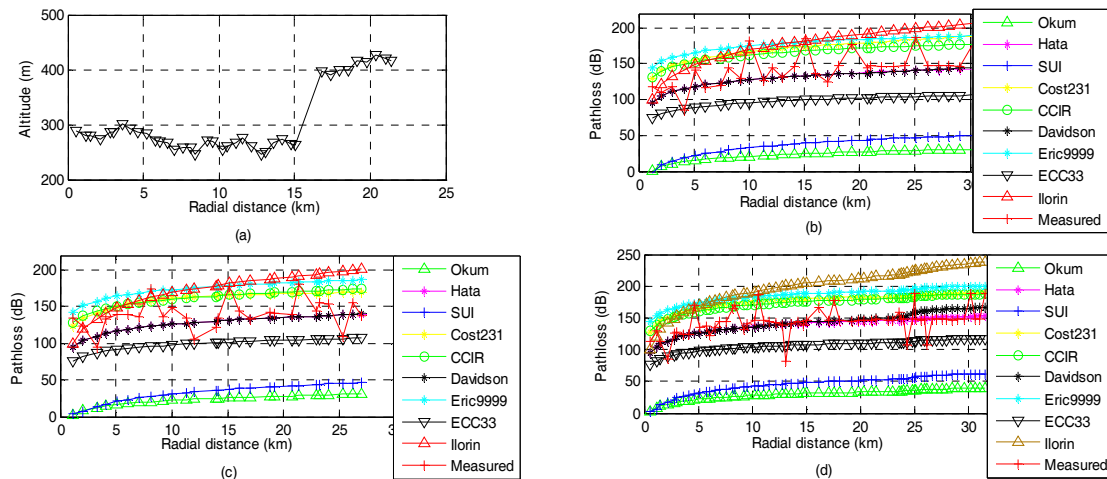 500
400
300
200
Altitude (m)
0
5
10
15
20
25
Radial distance (km)
(a)
200
150
100
50
0
Pathloss (dB)
0
5
10
15
20
25
30
Radial distance (km)
(b)
Okum
Hata
SUI
Cost231
CCIR
Davidson
Eric9999
ECC33
Ilorin
Measured
200
150
100
50
0
Pathloss (dB)
0
5
10
15
20
25
Radial distance (km)
(c)
Okum
Hata
SUI
Cost231
CCIR
Davidson
Eric9999
ECC33
Ilorin
Measured
250
200
150
100
50
0
Pathloss (dB)
0
5
10
15
20
25
30
Radial distance (km)
(d)
Okum
Hata
SUI
Cost231
CCIR
Davidson
Eric9999
ECC33
Ilorin
Measured